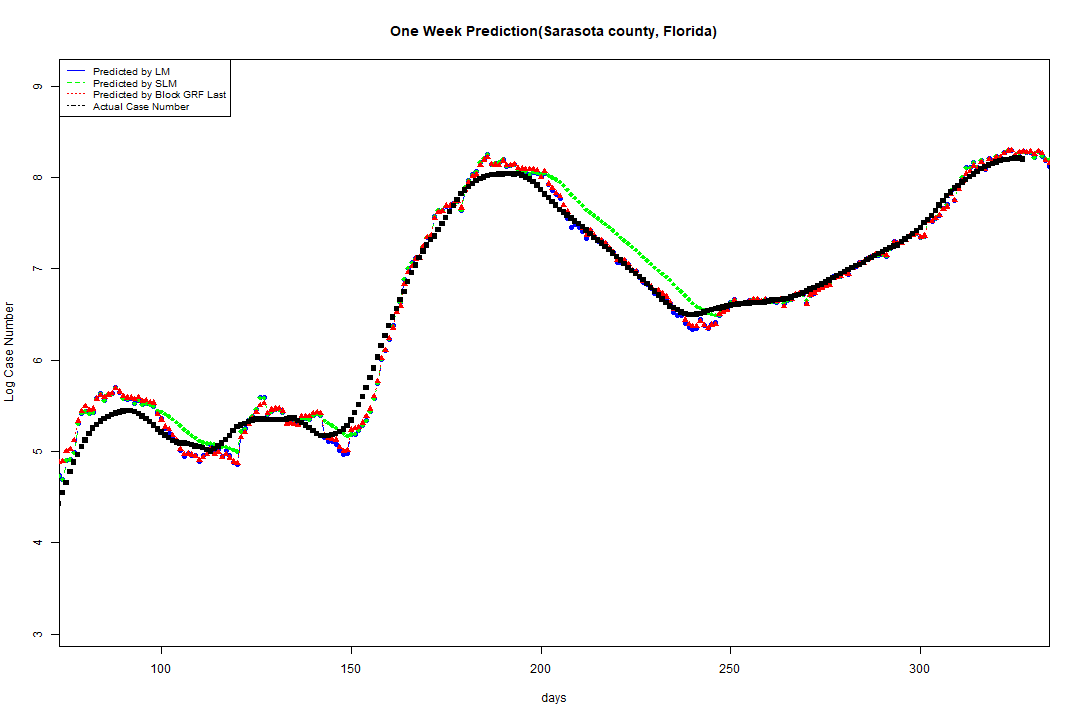 One Week Prediction(Sarasota county, Florida)
Predicted by LM
Predicted by SLM
Predicted by Block GRF Last
Actual Case Number
9
8
7
6
5
4
3
Log Case Number
100 150 200 250 300
days